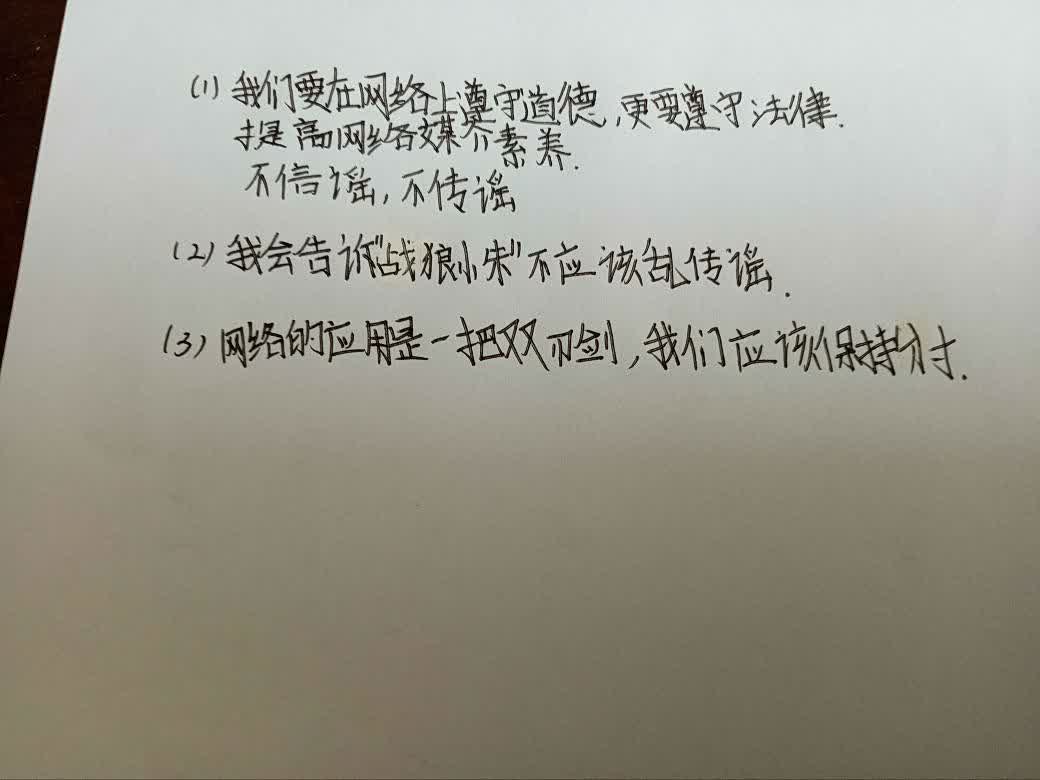 (1) 我们要在网络上遵守道德,更要遵守法律.
提高网络媒介素养.
不信谣,不传谣
(2) 我会告诉"战狼小朱"不应该乱传谣.
(3) 网络的应用是一把双刃剑,我们应该保持分寸.